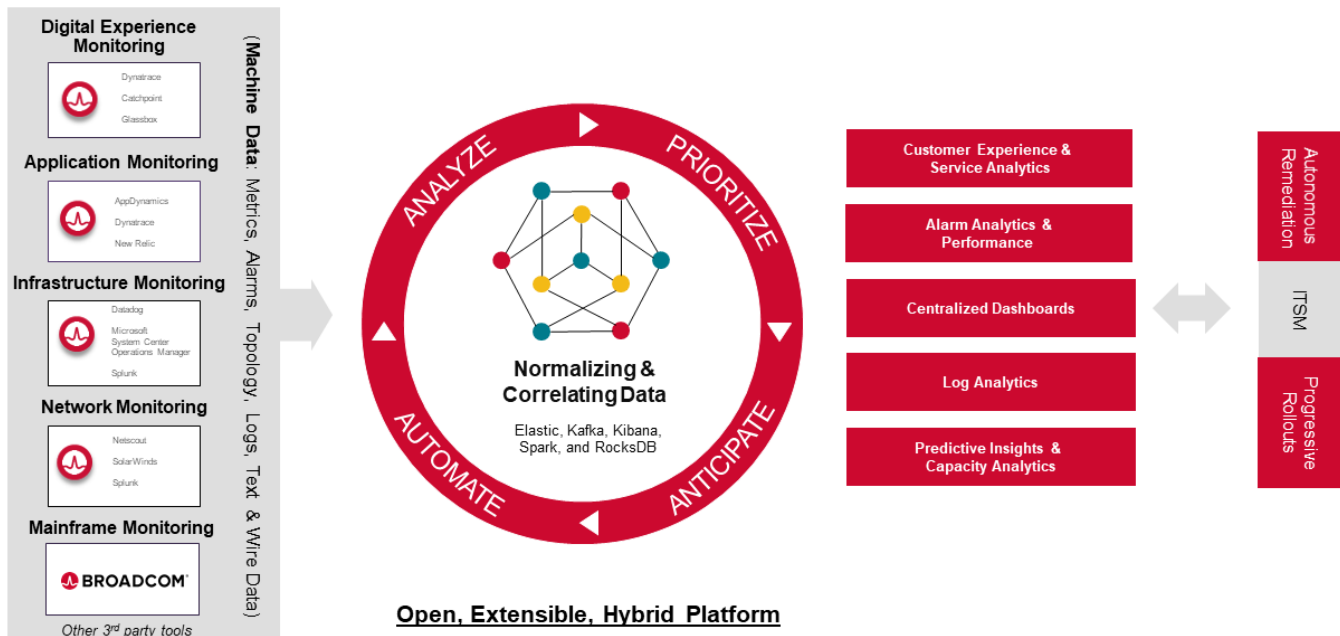 Digital Experience
Monitoring
Dynatrace
Catchpoint
Glassbox
Application Monitoring
AppDynamics
Dynatrace
New Relic
Infrastructure Monitoring
Datadog
Microsoft
System Center
Operations Manager
Splunk
Network Monitoring
Netscout
SolarWinds
Splunk
Mainframe Monitoring
BROADCOM®
Other 3rd party tools
(Machine Data: Metrics, Alarms, Topology, Logs, Text & Wire Data)
ANALYZE
PRIORITIZE
ANTICIPATE
AUTOMATE
Normalizing &
Correlating Data
Elastic, Kafka, Kibana,
Spark, and RocksDB
Open, Extensible, Hybrid Platform
Customer Experience &
Service Analytics
Alarm Analytics &
Performance
Centralized Dashboards
Log Analytics
Predictive Insights &
Capacity Analytics
Autonomous
Remediation
ITSM
Progressive
Rollouts